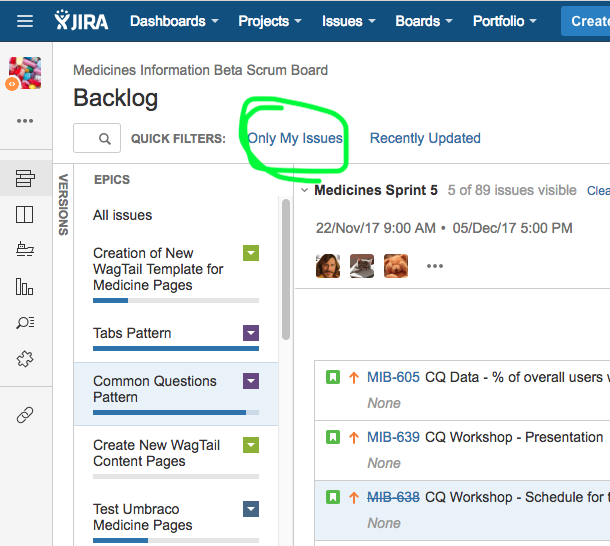 JIRA Dashboards Projects Issues Boards Portfolio Create
Medicines Information Beta Scrum Board
Backlog
QUICK FILTERS: Only My Issues Recently Updated
VERSIONS
EPICS
All issues
Creation of New
WagTail Template for
Medicine Pages
Tabs Pattern
Common Questions
Pattern
Create New WagTail
Content Pages
Test Umbraco
Medicine Pages
Medicines Sprint 5 5 of 89 issues visible Clea
22/Nov/17 9:00 AM • 05/Dec/17 5:00 PM
MIB-605 CQ Data - % of overall users
None
MIB-639 CQ Workshop - Presentation
None
MIB-638 CQ Workshop - Schedule for
None